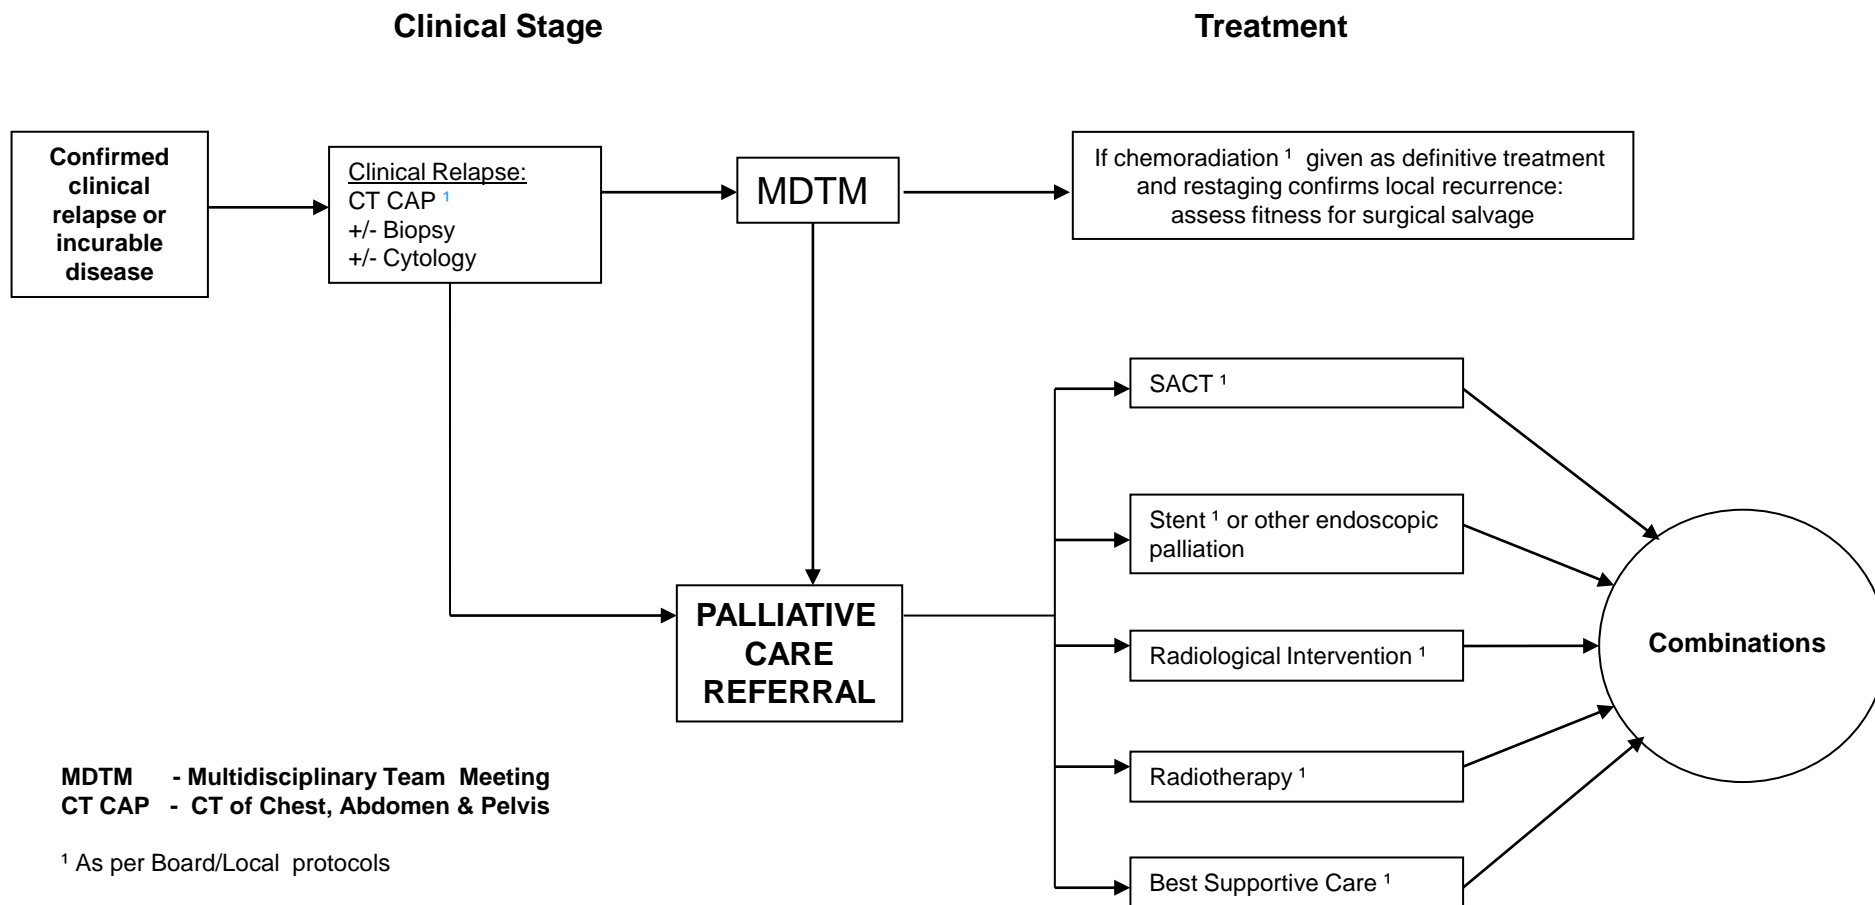 Clinical Stage
Treatment
Confirmed
clinical
relapse or
incurable
disease
Clinical Relapse:
CT CAP ¹
+/- Biopsy
+/- Cytology
MDTM
If chemoradiation ¹ given as definitive treatment
and restaging confirms local recurrence:
assess fitness for surgical salvage
PALLIATIVE
CARE
REFERRAL
SACT ¹
Stent ¹ or other endoscopic
palliation
Radiological Intervention ¹
Radiotherapy ¹
Best Supportive Care ¹
Combinations
MDTM - Multidisciplinary Team Meeting
CT CAP - CT of Chest, Abdomen & Pelvis
¹ As per Board/Local protocols